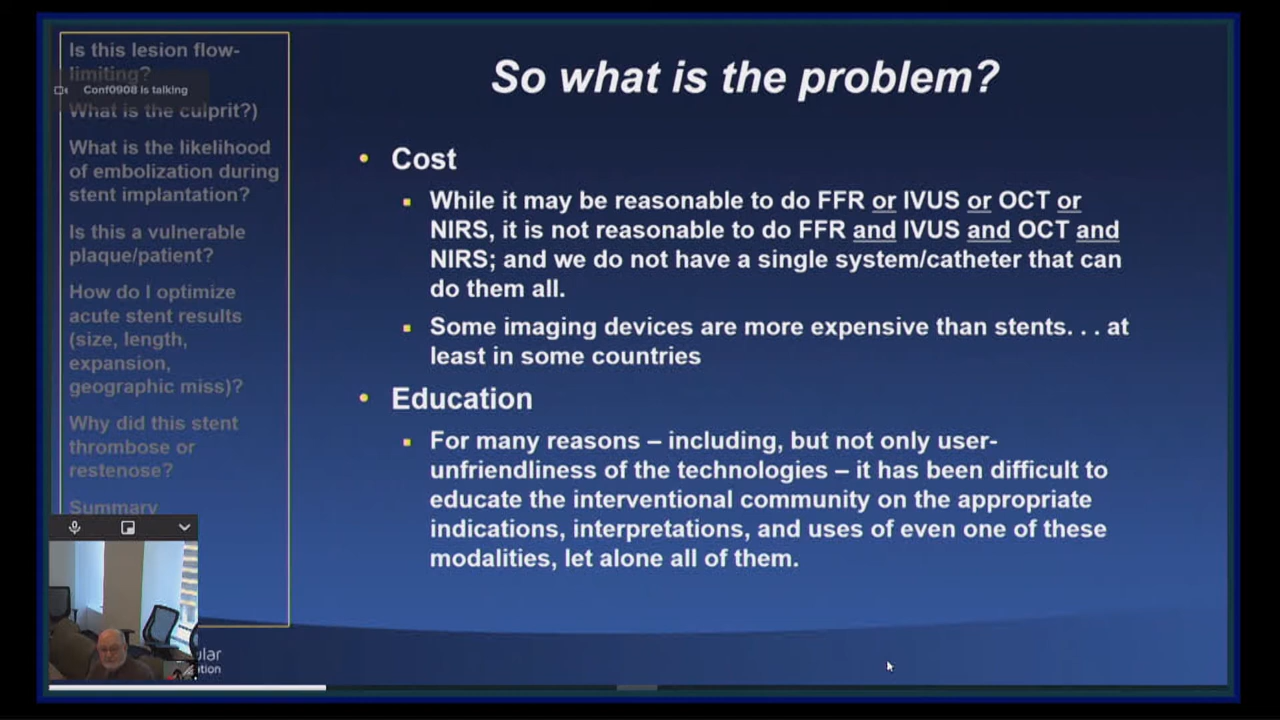 Is this lesion flow-
limiting?
Conf0908 is talking
What is the culprit?)
What is the likelihood
of embolization during
stent implantation?
Is this a vulnerable
plaque/patient?
How do I optimize
acute stent results
(size, length,
expansion,
geographic miss)?
Why did this stent
thrombose or
restenose?
Summary
So what is the problem?
• Cost
▪ While it may be reasonable to do FFR or IVUS or OCT or
NIRS, it is not reasonable to do FFR and IVUS and OCT and
NIRS; and we do not have a single system/catheter that can
do them all.
▪ Some imaging devices are more expensive than stents. . . at
least in some countries
• Education
▪ For many reasons – including, but not only user-
unfriendliness of the technologies – it has been difficult to
educate the interventional community on the appropriate
indications, interpretations, and uses of even one of these
modalities, let alone all of them.